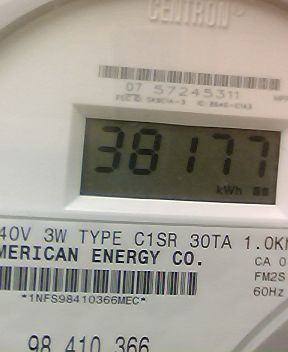 CENTRON
07 57245311
38177
kWh
40V 3W TYPE C1SR 30TA 1.0K
MERICAN ENERGY CO.
CA 0
FM2S
60Hz
*1NFS98410366MEC*
98 410 366